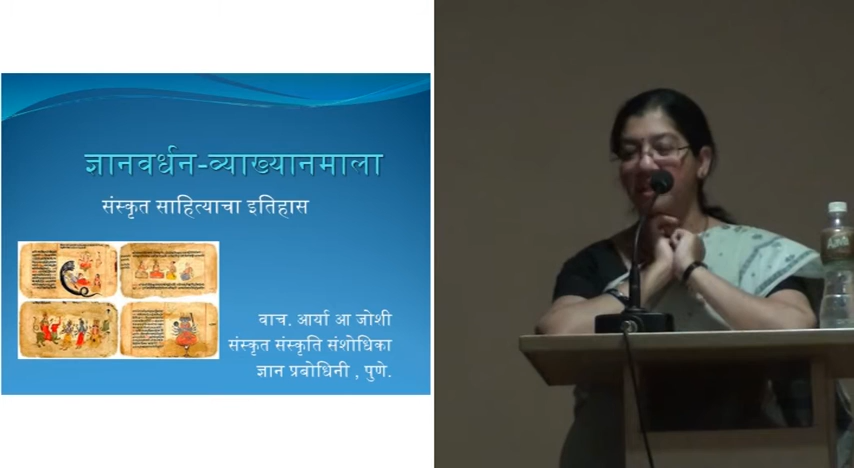 ज्ञानवर्धन-व्याख्यानमाला
संस्कृत साहित्याचा इतिहास
वाच. आर्या आ जोशी
संस्कृत संस्कृति संशोधिका
ज्ञान प्रबोधिनी , पुणे.